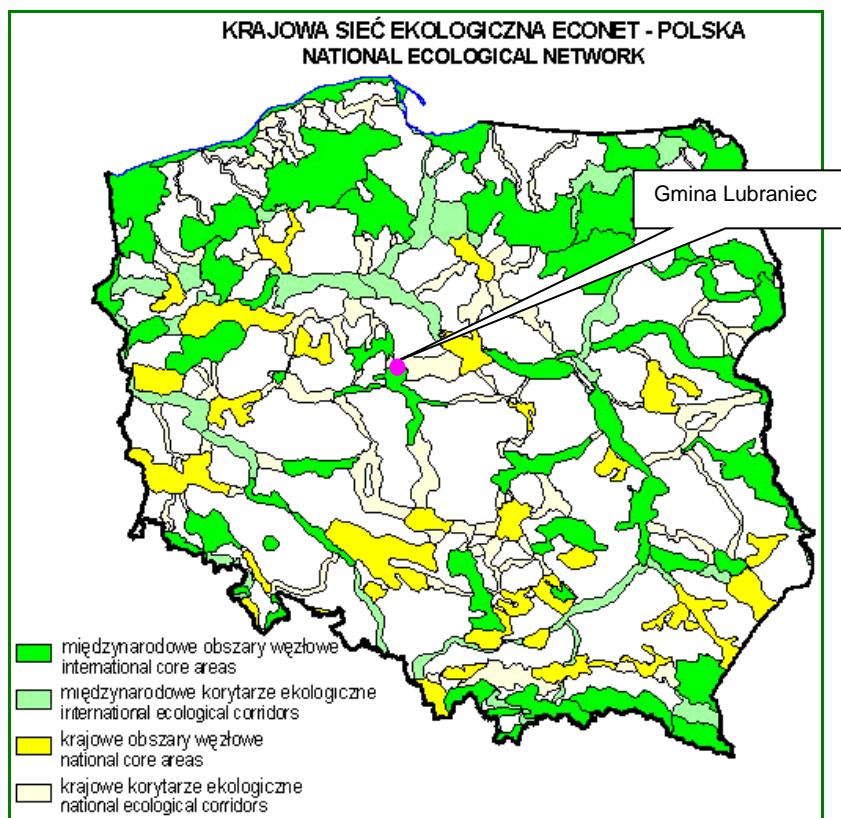 KRAJOWA SIEĆ EKOLOGICZNA ECONET - POLSKA
NATIONAL ECOLOGICAL NETWORK
Gmina Lubraniec
międzynarodowe obszary węzłowe
international core areas
międzynarodowe korytarze ekologiczne
international ecological corridors
krajowe obszary węzłowe
national core areas
krajowe korytarze ekologiczne
national ecological corridors